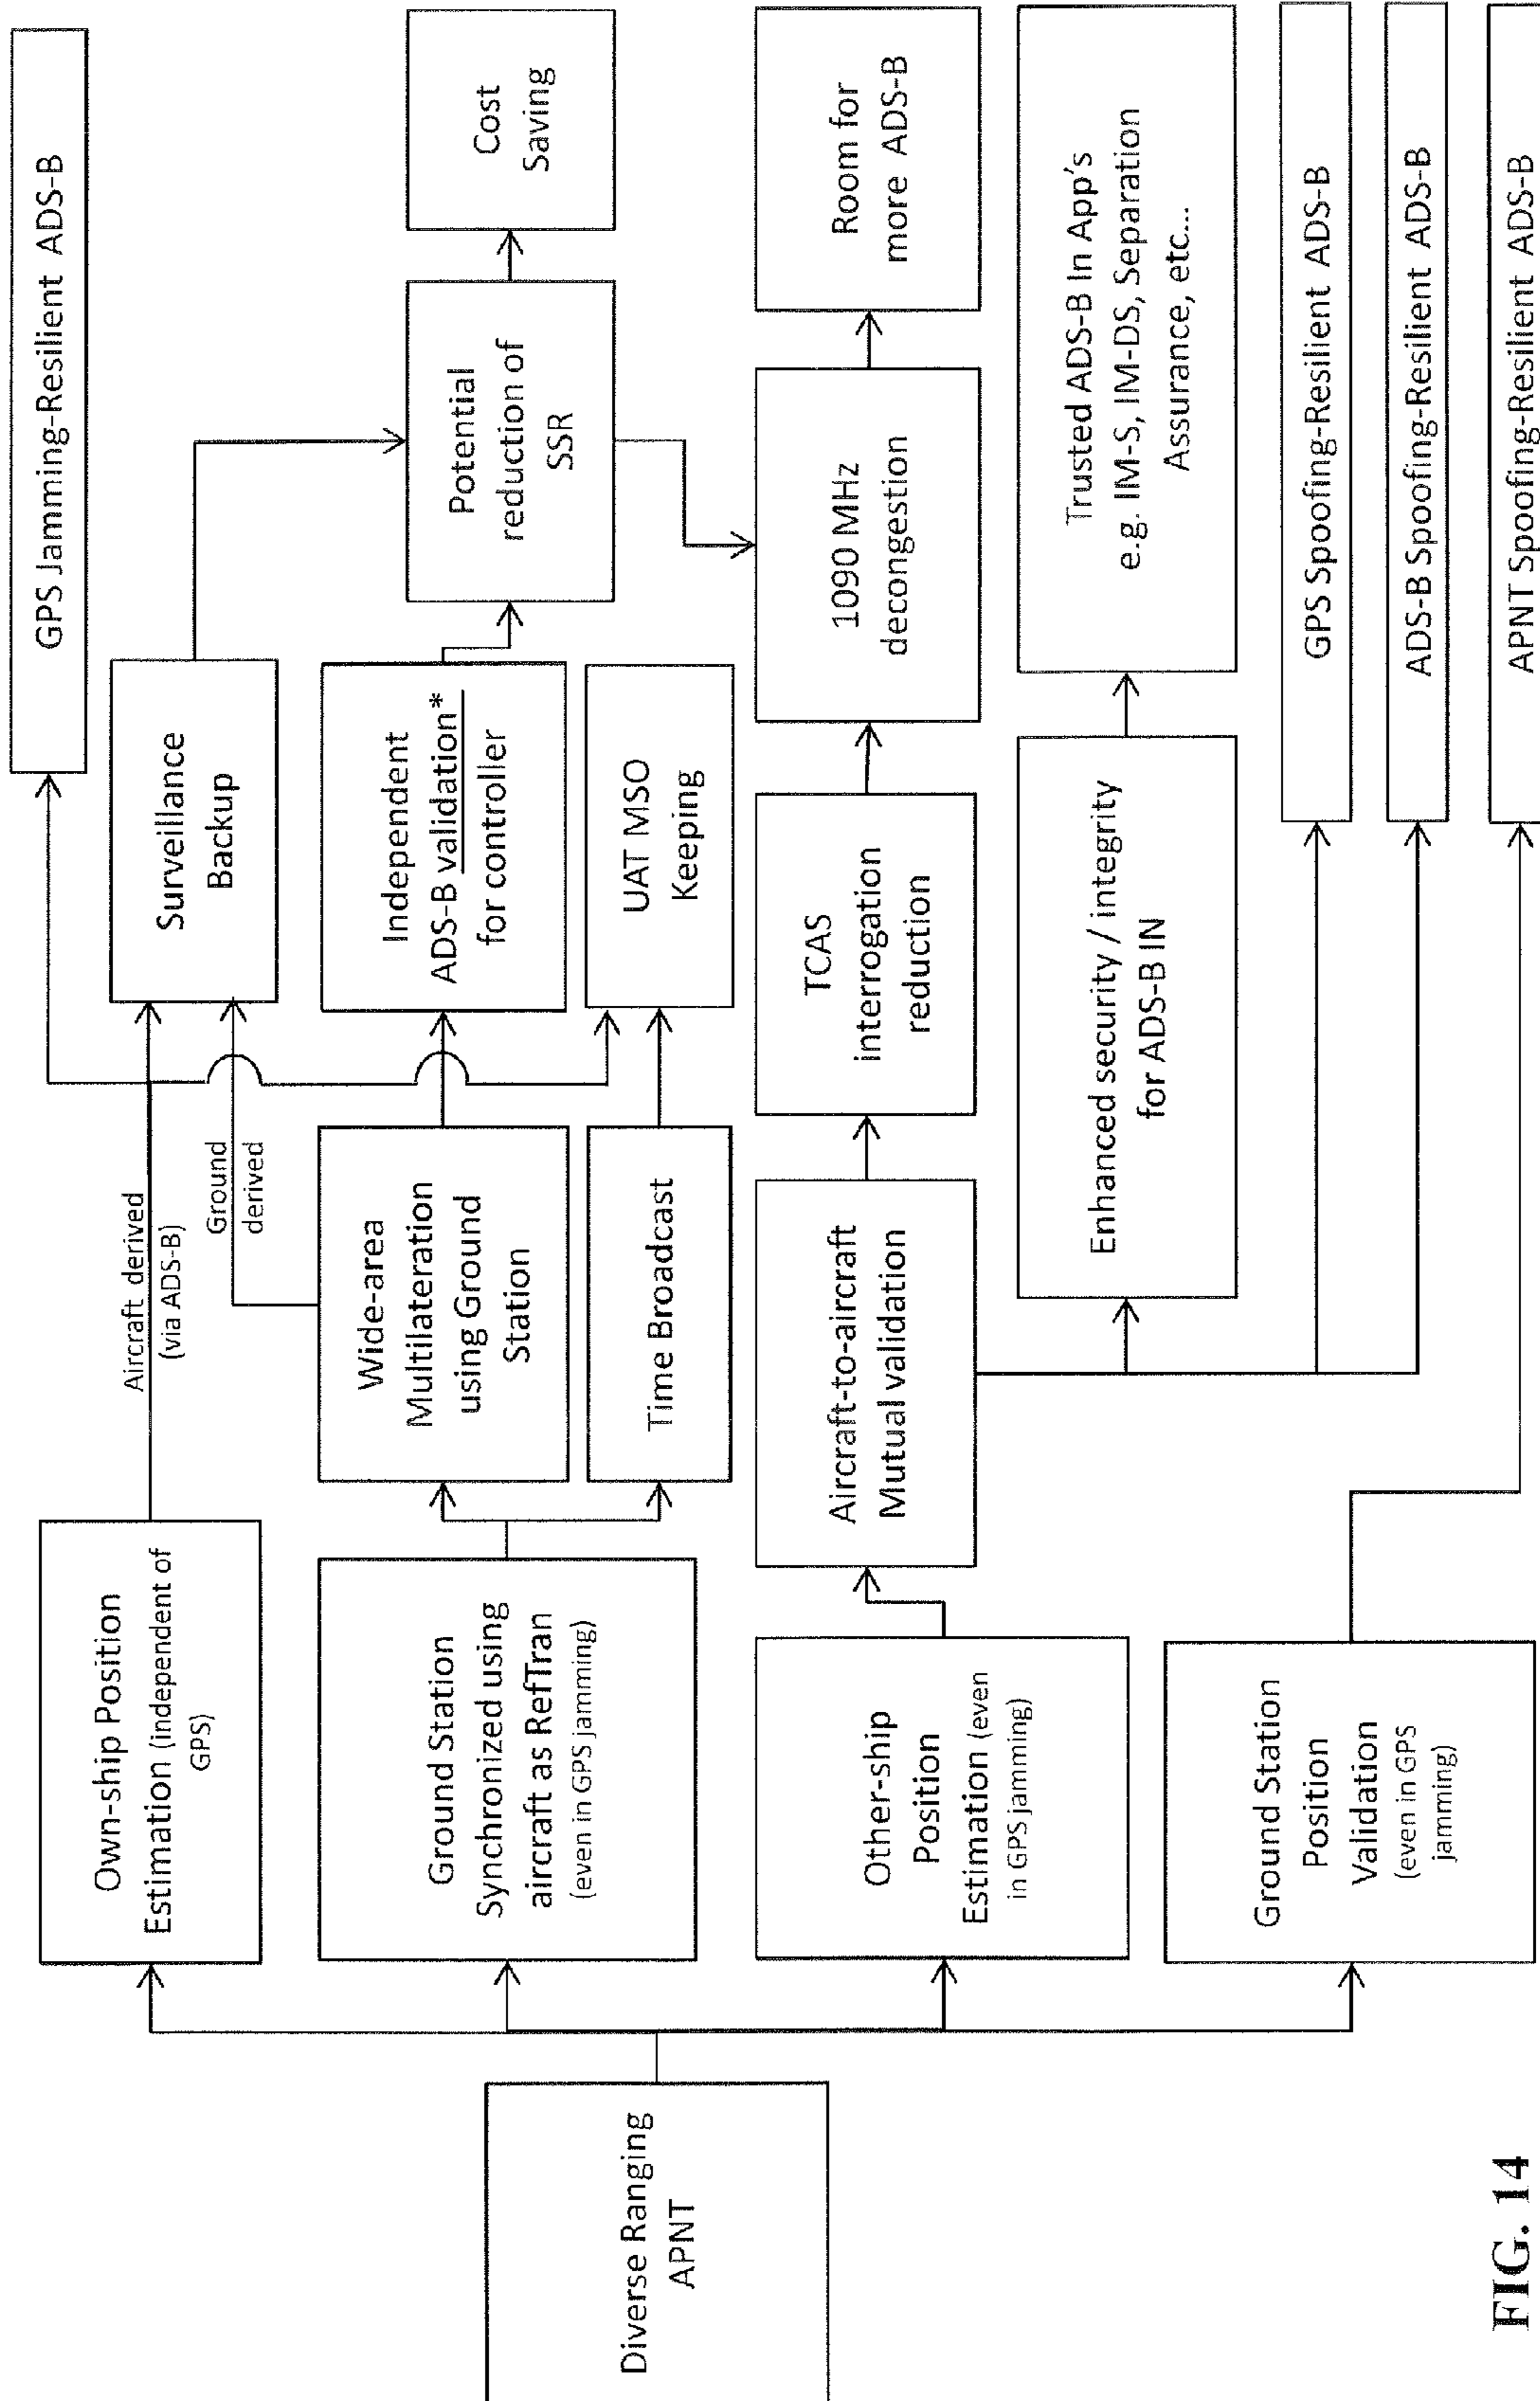 Diverse Ranging
APNT
Own-ship Position
Estimation (independent of
GPS)
Ground Station
Synchronized using
aircraft as RefTran
(even in GPS jamming)
Other-ship
Position
Estimation (even
in GPS jamming)
Ground Station
Position
Validation
(even in GPS
jamming)
Aircraft derived
(via ADS-B)
Ground
derived
Wide-area
Multilateration
using Ground
Station
Time Broadcast
Aircraft-to-aircraft
Mutual validation
GPS Jamming-Resilient ADS-B
Surveillance
Backup
Independent
ADS-B validation*
for controller
UAT MSO
Keeping
TCAS
interrogation
reduction
Enhanced security / integrity
for ADS-B IN
Potential
reduction of
SSR
Cost
Saving
1090 MHz
decongestion
Room for
more ADS-B
Trusted ADS-B In App's
e.g. IM-S, IM-DS, Separation
Assurance, etc...
GPS Spoofing-Resilient ADS-B
ADS-B Spoofing-Resilient ADS-B
APNT Spoofing-Resilient ADS-B
FIG. 14